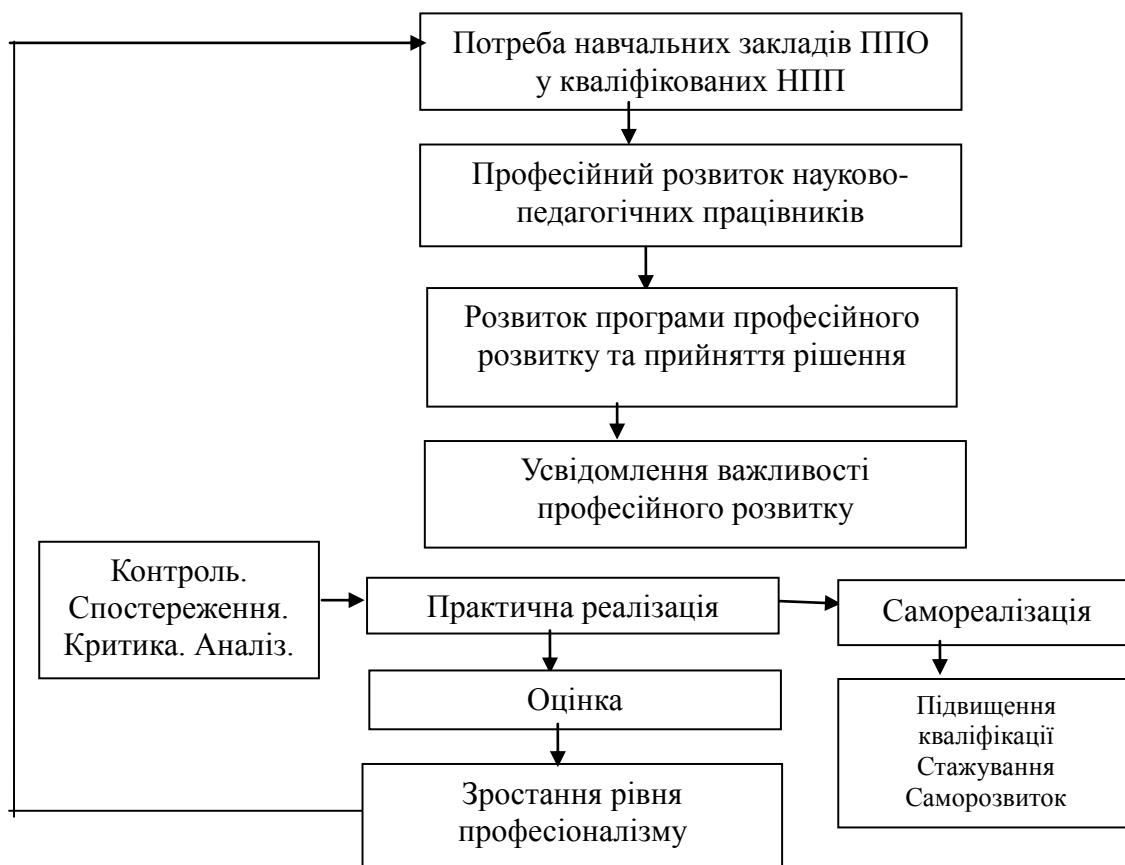 Потреба навчальних закладів ППО
у кваліфікованих НПП
Професійний розвиток науково-
педагогічних працівників
Розвиток програми професійного
розвитку та прийняття рішення
Усвідомлення важливості
професійного розвитку
Контроль.
Спостереження.
Критика. Аналіз.
Практична реалізація
Самореалізація
Оцінка
Підвищення
кваліфікації
Стажування
Саморозвиток
Зростання рівня
професіоналізму